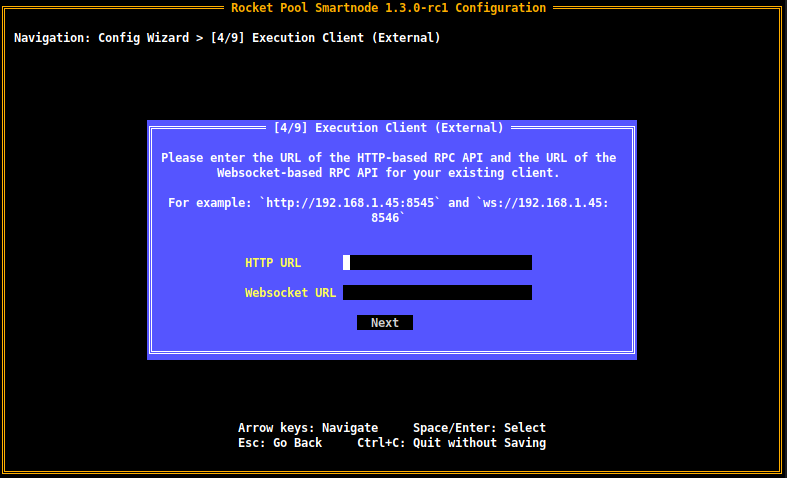 Rocket Pool Smartnode 1.3.0-rc1 Configuration
Navigation: Config Wizard > [4/9] Execution Client (External)
[4/9] Execution Client (External)
Please enter the URL of the HTTP-based RPC API and the URL of the
Websocket-based RPC API for your existing client.
For example: `http://192.168.1.45:8545` and `ws://192.168.1.45:
8546`
HTTP URL
Websocket URL
Next
Arrow keys: Navigate     Space/Enter: Select
Esc: Go Back     Ctrl+C: Quit without Saving